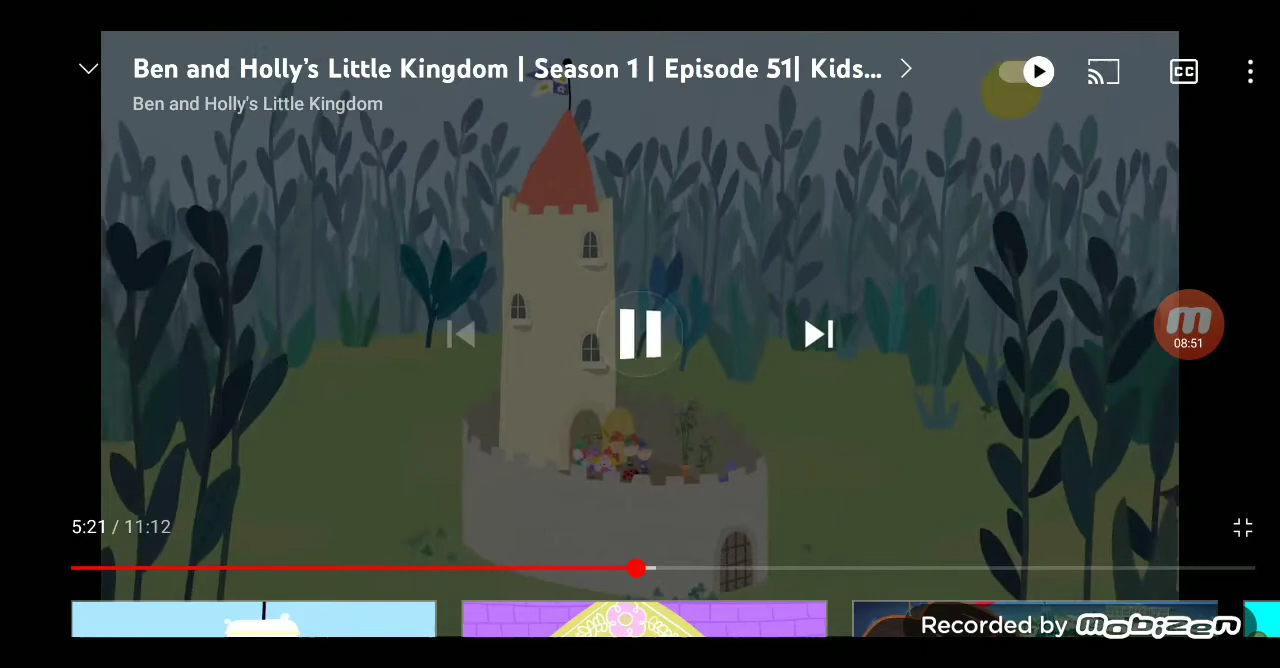 Ben and Holly's Little Kingdom | Season 1 | Episode 51| Kids...
Ben and Holly's Little Kingdom
CC
m
08:51
5:21 / 11:12
Recorded by mobizen